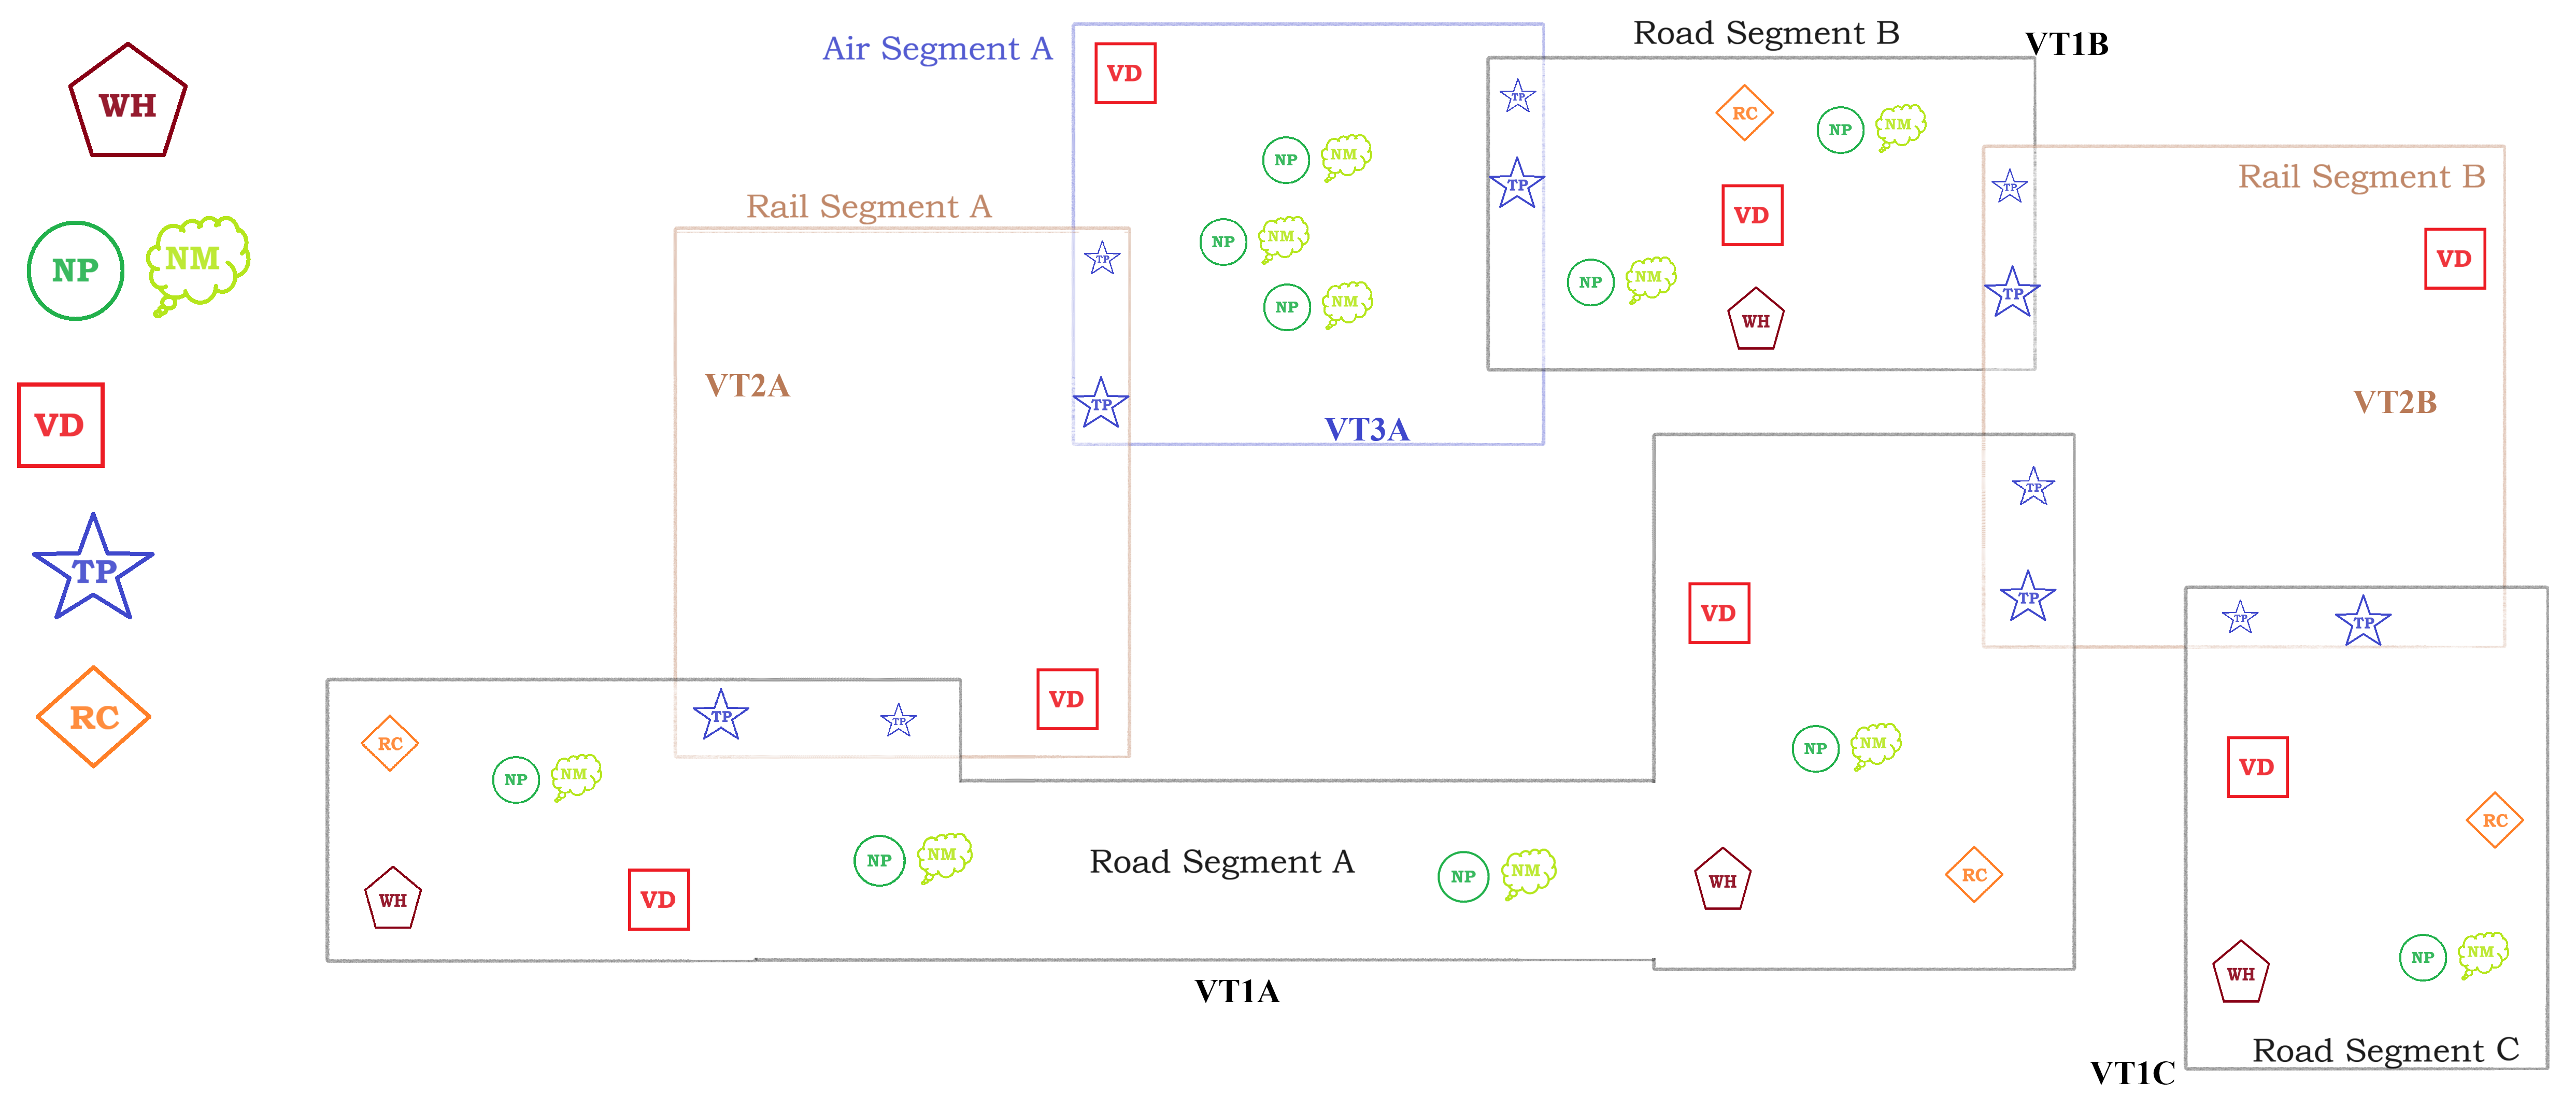 WH
NP NM
VD
TP
RC
Air Segment A
VD
NP NM
NP NM
NP NM
VT3A
Road Segment B
VT1B
TP
TP
RC
NP NM
VD
NP NM
WH
TP
TP
Rail Segment B
VD
VT2B
Rail Segment A
TP
VT2A
TP
VD
TP TP
RC
NP NM
WH
VD
NP NM
Road Segment A
NP NM
VT1A
TP
VD
TP
NP NM
WH
RC
TP TP
VD
RC
NP NM
WH
Road Segment C
VT1C